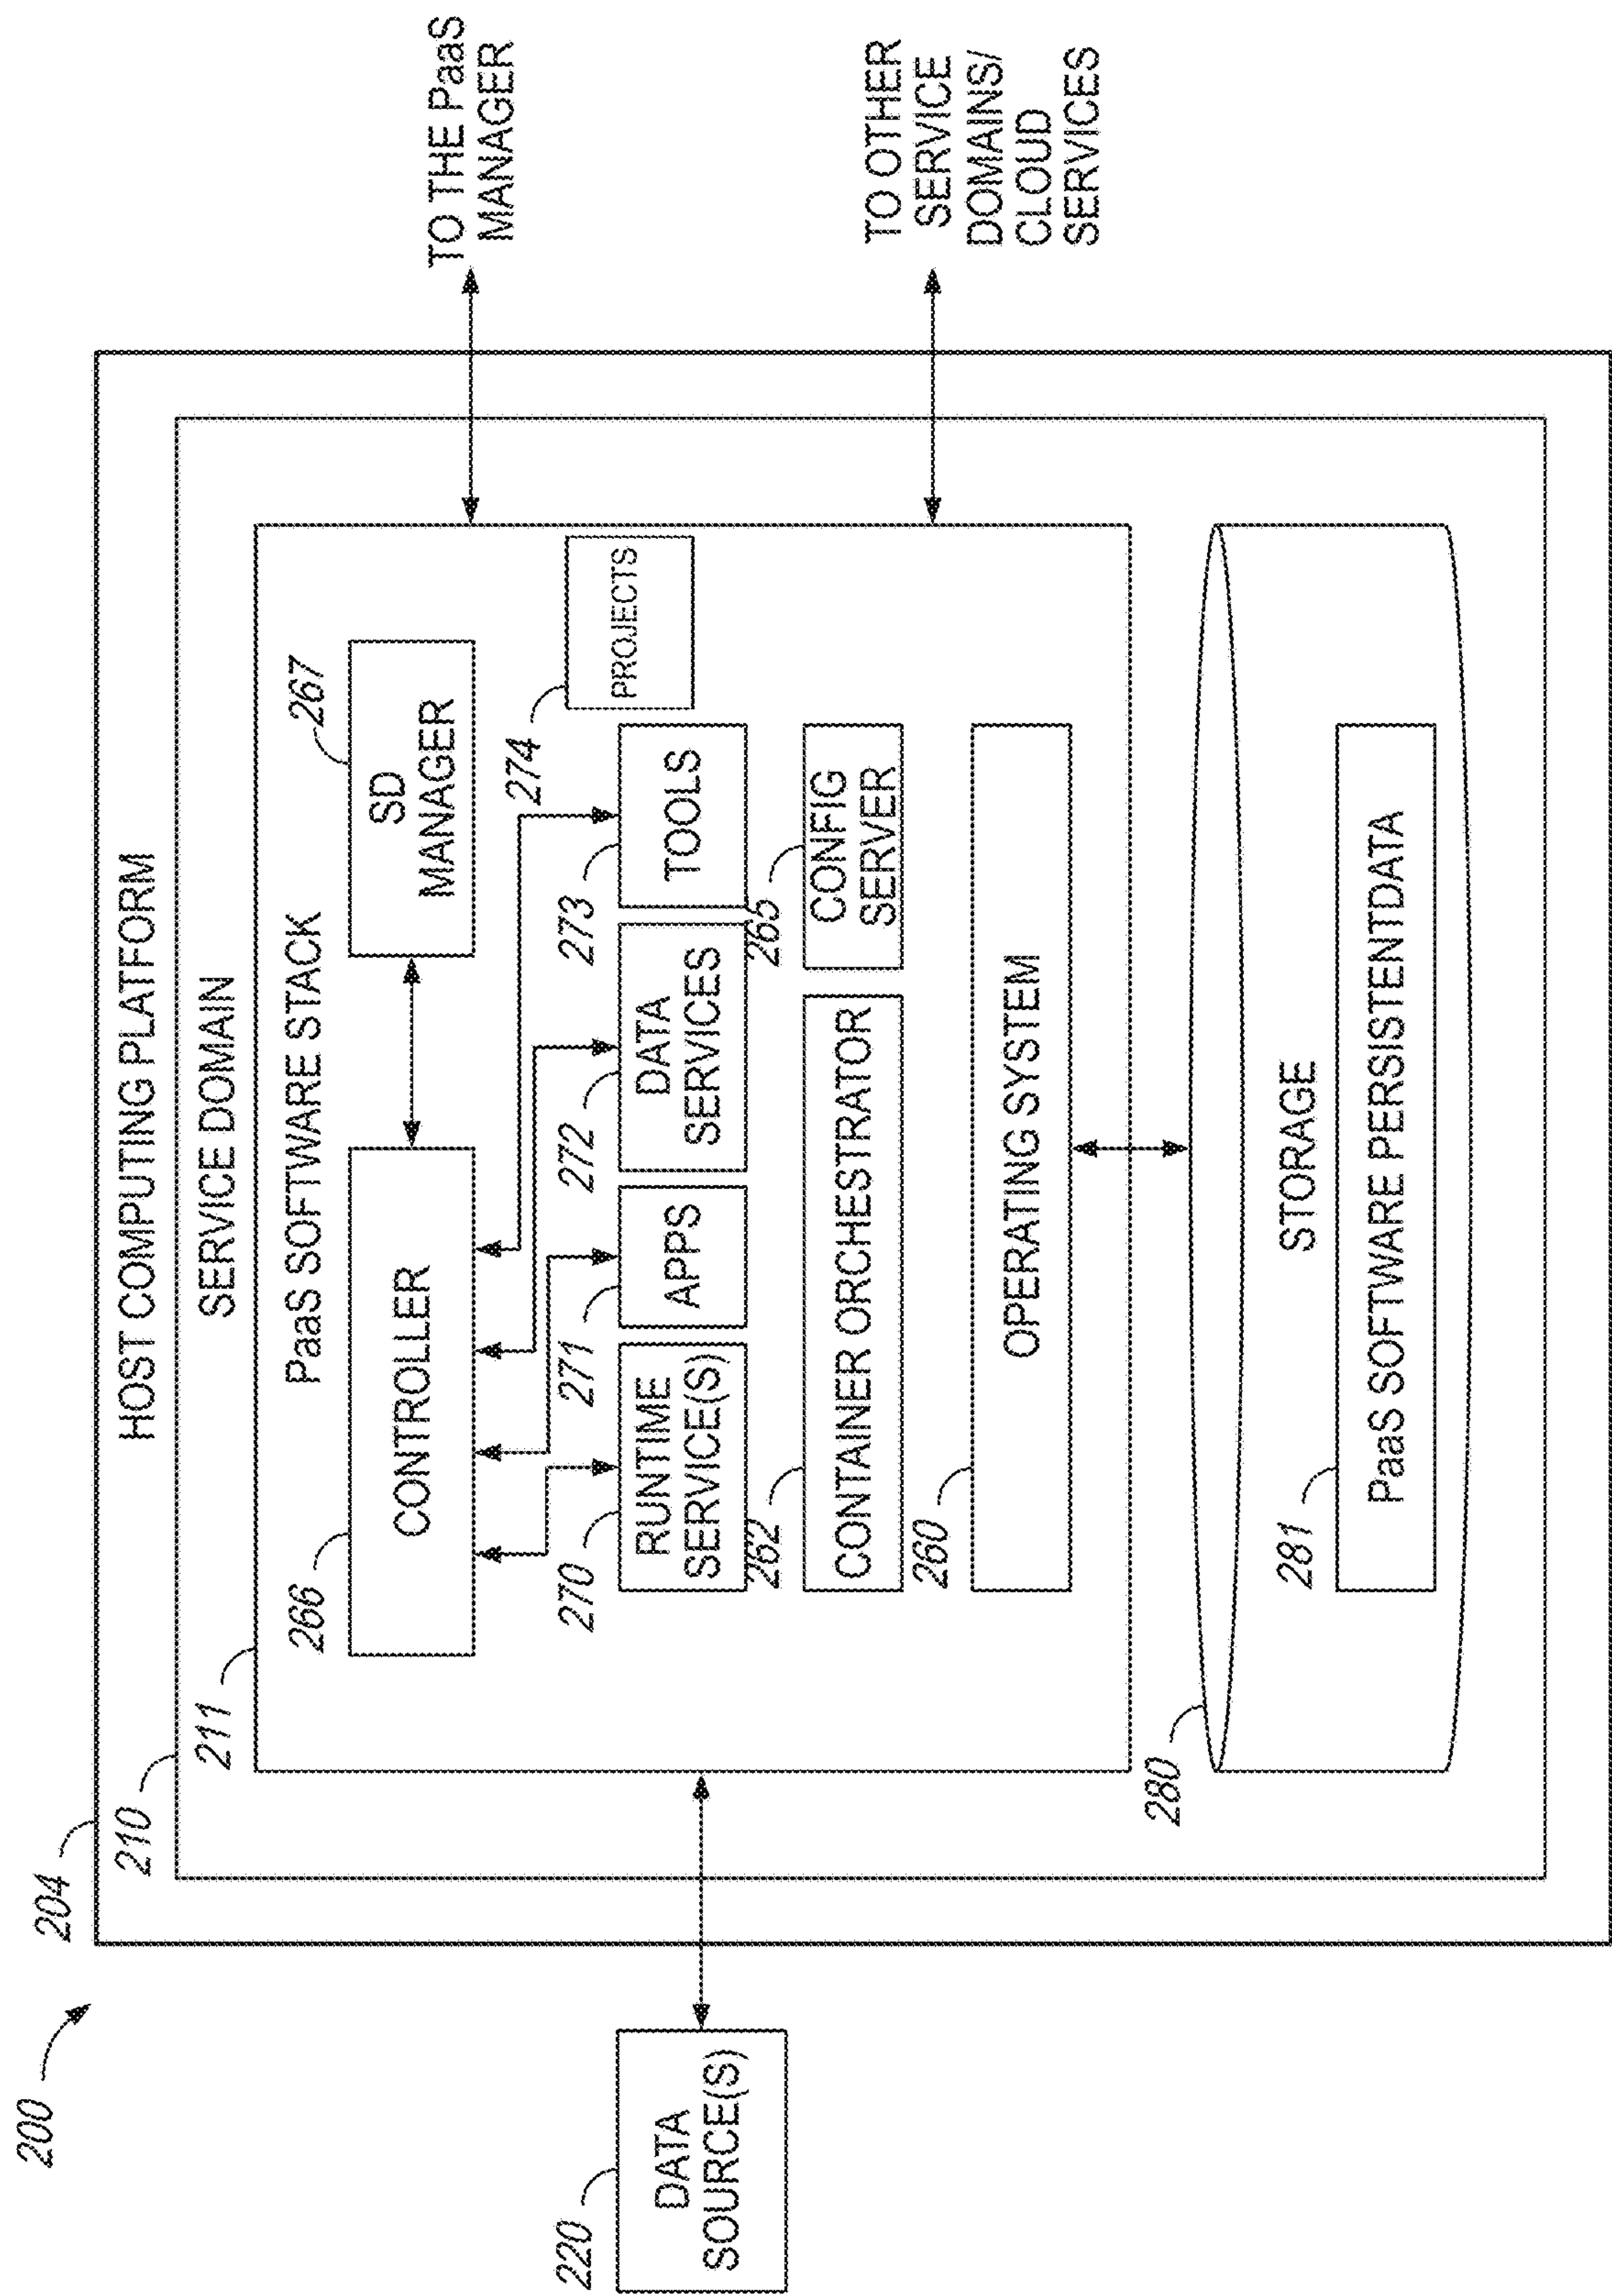 200
204
HOST COMPUTING PLATFORM
210
SERVICE DOMAIN
211
PaaS SOFTWARE STACK
266
CONTROLLER
267
SD
MANAGER
274
PROJECTS
270
RUNTIME
SERVICE(S)
271
APPS
272
DATA
SERVICES
273
TOOLS
262
CONTAINER ORCHESTRATOR
265
CONFIG
SERVER
260
OPERATING SYSTEM
280
STORAGE
281
PaaS SOFTWARE PERSISTENTDATA
220
DATA
SOURCE(S)
TO THE PaaS
MANAGER
TO OTHER
SERVICE
DOMAINS/
CLOUD
SERVICES